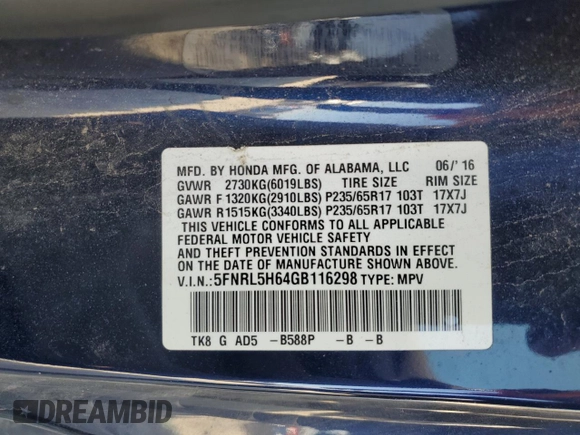 MFD. BY HONDA MFG. OF ALABAMA, LLC 06/' 16
GVWR 2730KG(6019LBS) TIRE SIZE RIM SIZE
GAWR F 1320KG(2910LBS) P235/65R17 103T 17X7J
GAWR R1515KG(3340LBS) P235/65R17 103T 17X7J
THIS VEHICLE CONFORMS TO ALL APPLICABLE
FEDERAL MOTOR VEHICLE SAFETY
AND THEFT PREVENTION STANDARDS IN EFFECT
ON THE DATE OF MANUFACTURE SHOWN ABOVE.
V.I.N.:5FNRL5H64GB116298 TYPE: MPV
TK8 G AD5 -B588P -B -B
DREAMBID